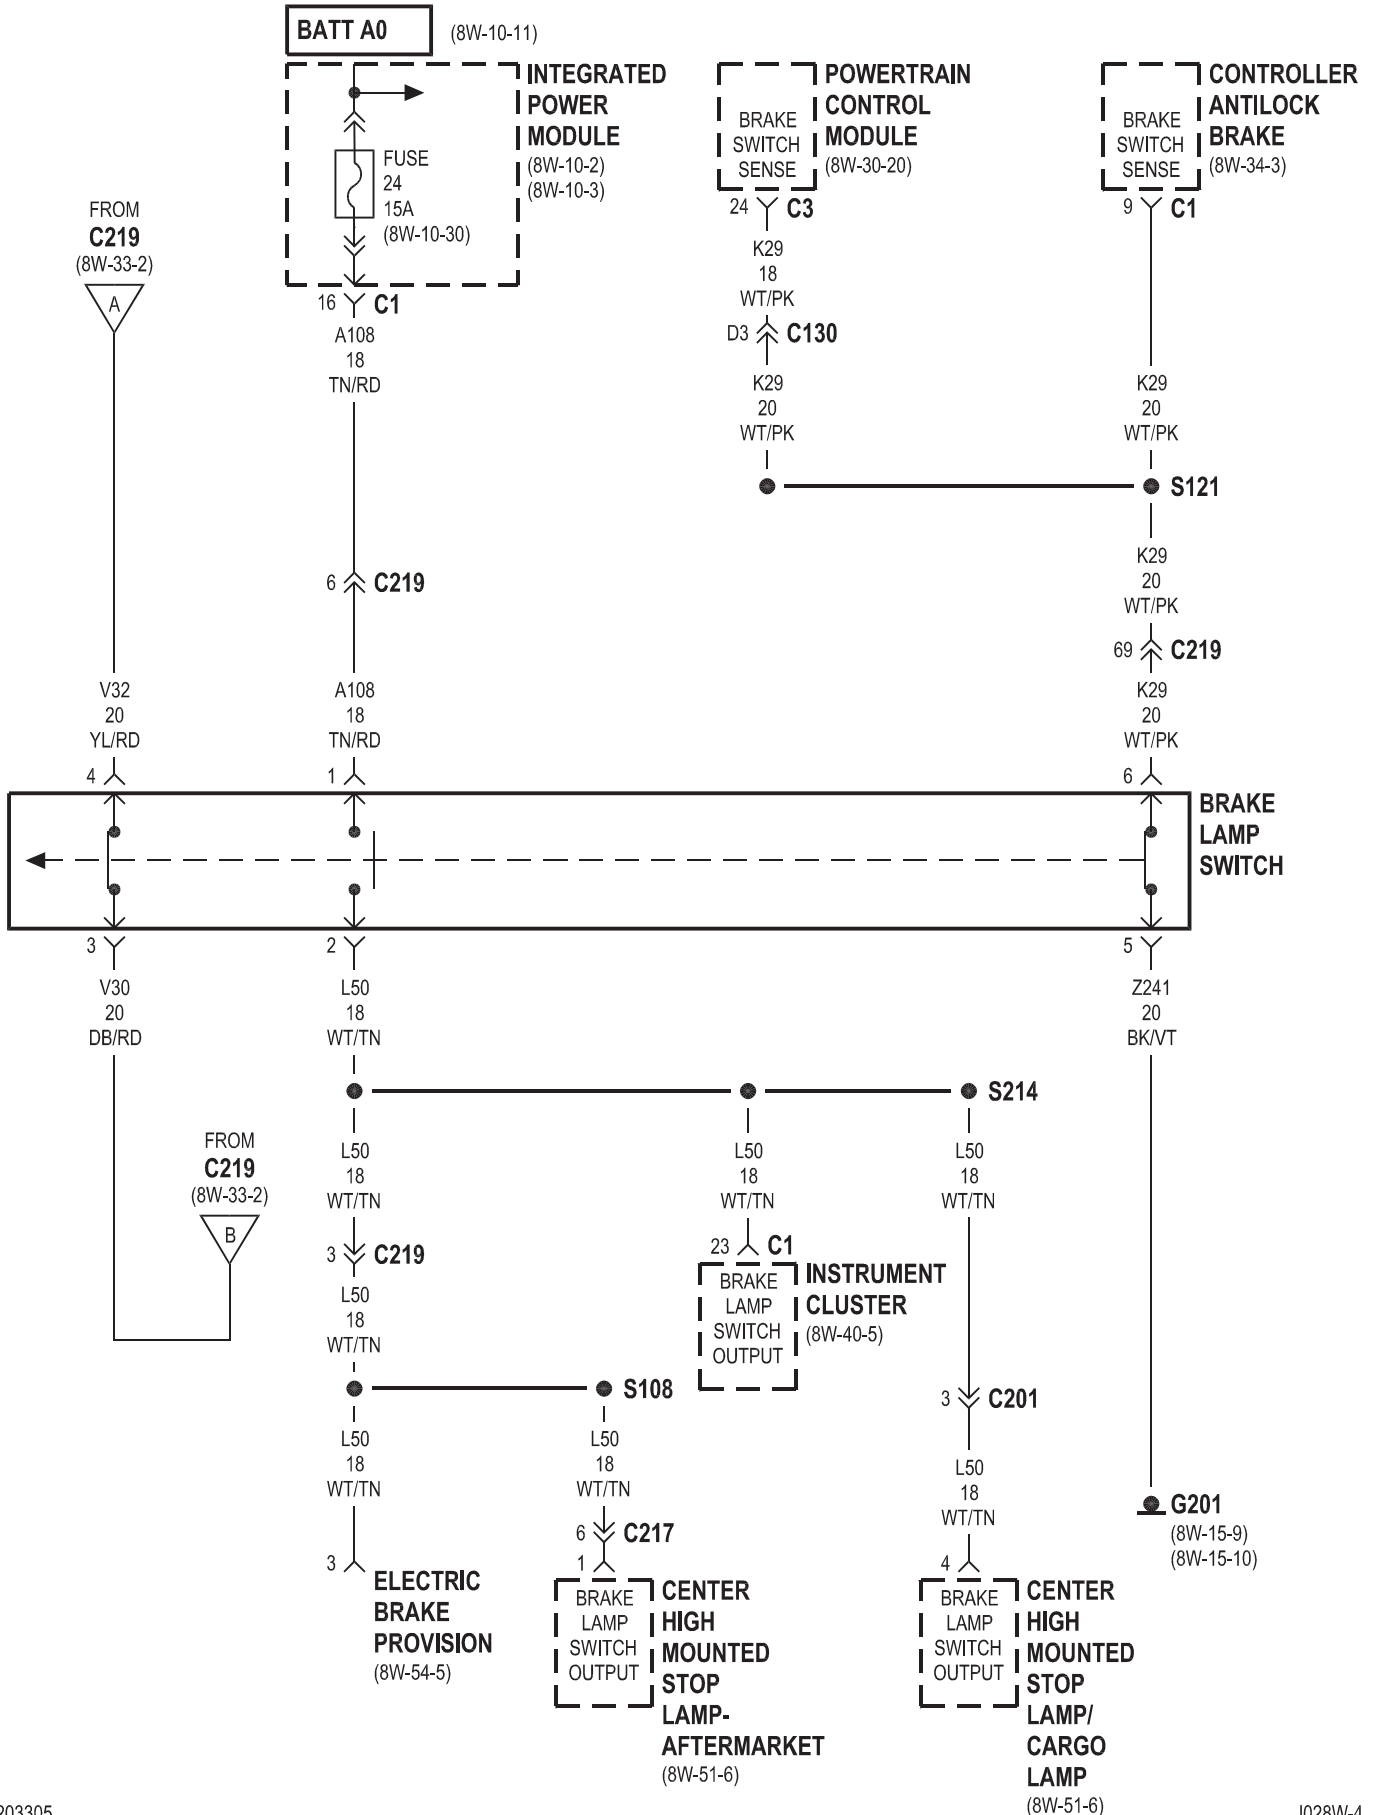 BATT A0
(8W-10-11)
INTEGRATED
POWER
MODULE
(8W-10-2)
(8W-10-3)
FUSE
24
15A
(8W-10-30)
POWERTRAIN
CONTROL
MODULE
(8W-30-20)
BRAKE
SWITCH
SENSE
CONTROLLER
ANTILOCK
BRAKE
(8W-34-3)
BRAKE
SWITCH
SENSE
FROM
C219
(8W-33-2)
A
16
C1
A108
18
TN/RD
24
C3
K29
18
WT/PK
D3
C130
K29
20
WT/PK
9
C1
K29
20
WT/PK
S121
K29
20
WT/PK
6
C219
69
C219
V32
20
YL/RD
A108
18
TN/RD
K29
20
WT/PK
4
1
6
BRAKE
LAMP
SWITCH
3
2
5
V30
20
DB/RD
L50
18
WT/TN
Z241
20
BK/VT
S214
FROM
C219
(8W-33-2)
B
L50
18
WT/TN
L50
18
WT/TN
L50
18
WT/TN
3
C219
23
C1
L50
18
WT/TN
BRAKE
LAMP
SWITCH
OUTPUT
INSTRUMENT
CLUSTER
(8W-40-5)
S108
3
C201
L50
18
WT/TN
L50
18
WT/TN
L50
18
WT/TN
G201
(8W-15-9)
(8W-15-10)
6
C217
3
1
4
ELECTRIC
BRAKE
PROVISION
(8W-54-5)
BRAKE
LAMP
SWITCH
OUTPUT
CENTER
HIGH
MOUNTED
STOP
LAMP-
AFTERMARKET
(8W-51-6)
BRAKE
LAMP
SWITCH
OUTPUT
CENTER
HIGH
MOUNTED
STOP
LAMP/
CARGO
LAMP
(8W-51-6)
203305
J028W-4